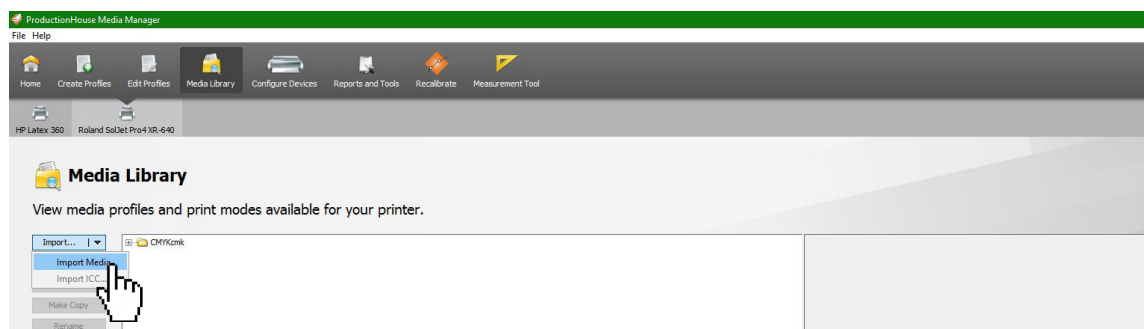 ProductionHouse Media Manager
File Help
Home Create Profiles Edit Profiles Media Library Configure Devices Reports and Tools Recalibrate Measurement Tool
HP Latex 360 Roland SolJet Pro4 XR-640
Media Library
View media profiles and print modes available for your printer.
Import... CMYKcmk
Import Media...
Import ICC...
Make Copy
Rename